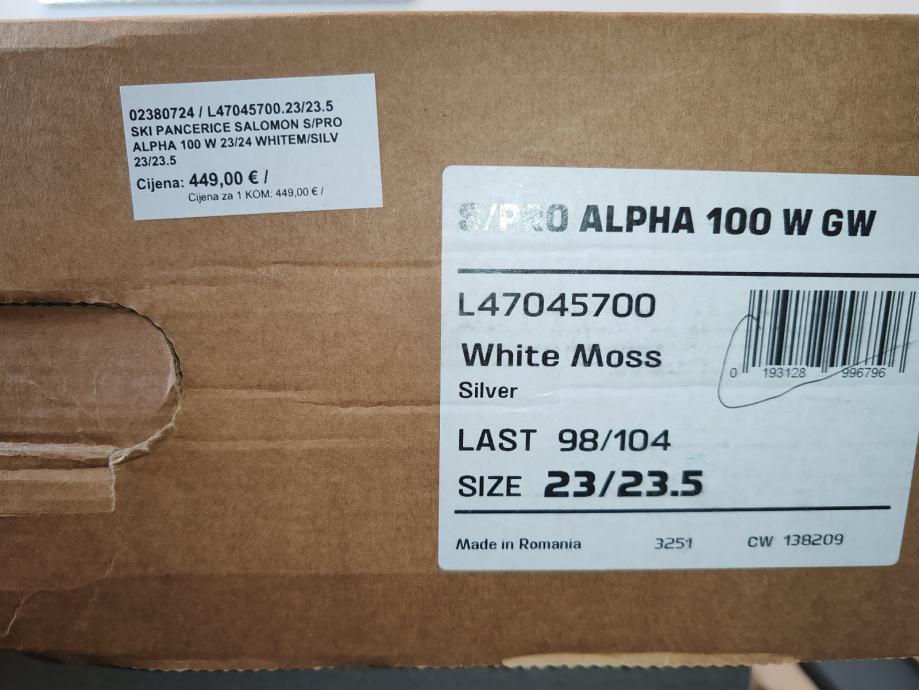 02380724 / L47045700.23/23.5
SKI PANCERICE SALOMON S/PRO
ALPHA 100 W 23/24 WHITEM/SILV
23/23.5
Cijena: 449,00 € /
Cijena za 1 KOM: 449,00 € /
S/PRO ALPHA 100 W GW
L47045700
White Moss
Silver
0 193128 996796
LAST 98/104
SIZE 23/23.5
Made in Romania 3251 CW 138209